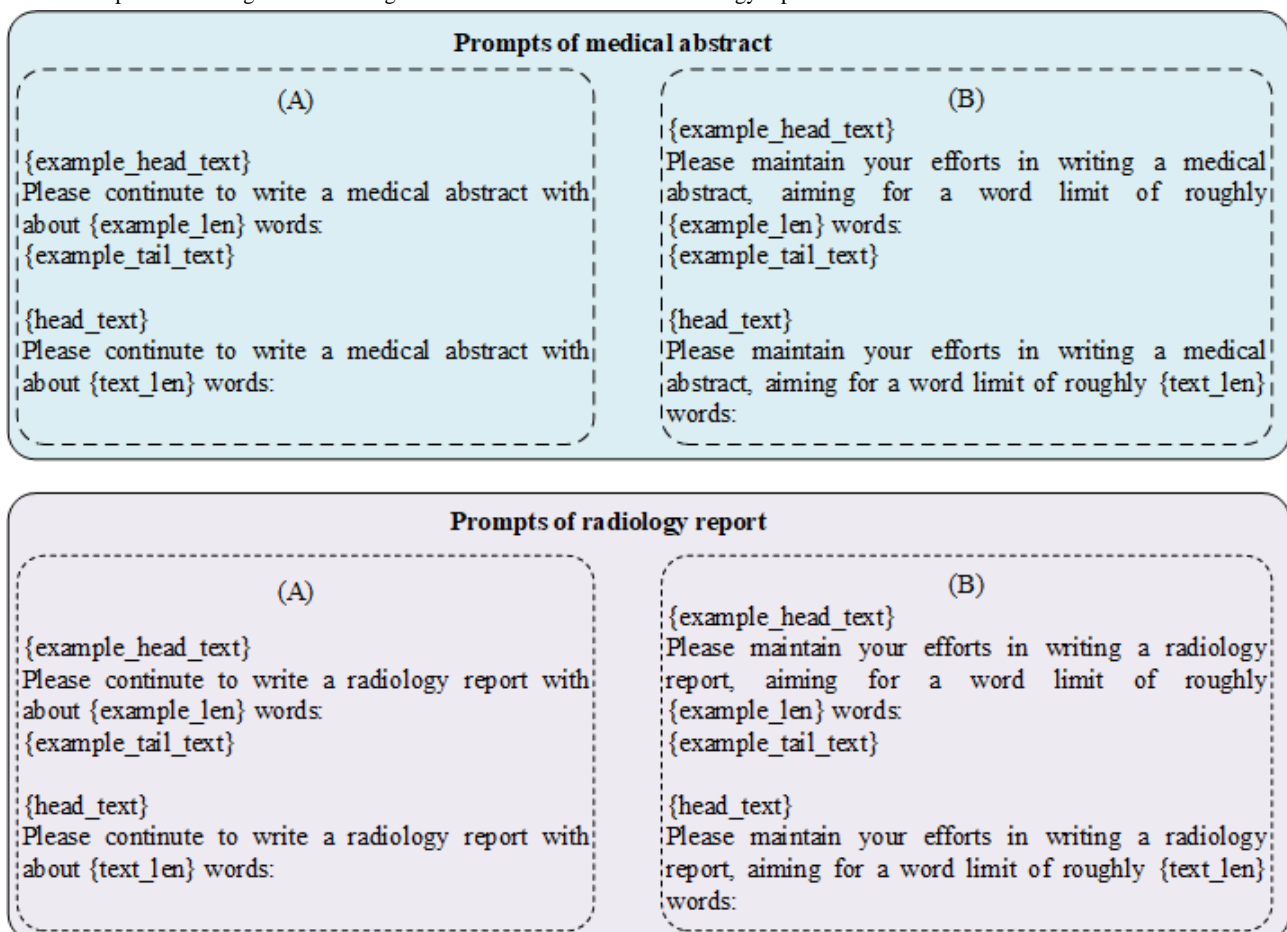 Prompts of medical abstract
(A)
{example_head_text}
Please continute to write a medical abstract with
about {example_len} words:
{example_tail_text}
{head_text}
Please continute to write a medical abstract with
about {text_len} words:
(B)
{example_head_text}
Please maintain your efforts in writing a medical
abstract, aiming for a word limit of roughly
{example_len} words:
{example_tail_text}
{head_text}
Please maintain your efforts in writing a medical
abstract, aiming for a word limit of roughly {text_len}
words:
Prompts of radiology report
(A)
{example_head_text}
Please continute to write a radiology report with
about {example_len} words:
{example_tail_text}
{head_text}
Please continute to write a radiology report with
about {text_len} words:
(B)
{example_head_text}
Please maintain your efforts in writing a radiology
report, aiming for a word limit of roughly
{example_len} words:
{example_tail_text}
{head_text}
Please maintain your efforts in writing a radiology
report, aiming for a word limit of roughly {text_len}
words: